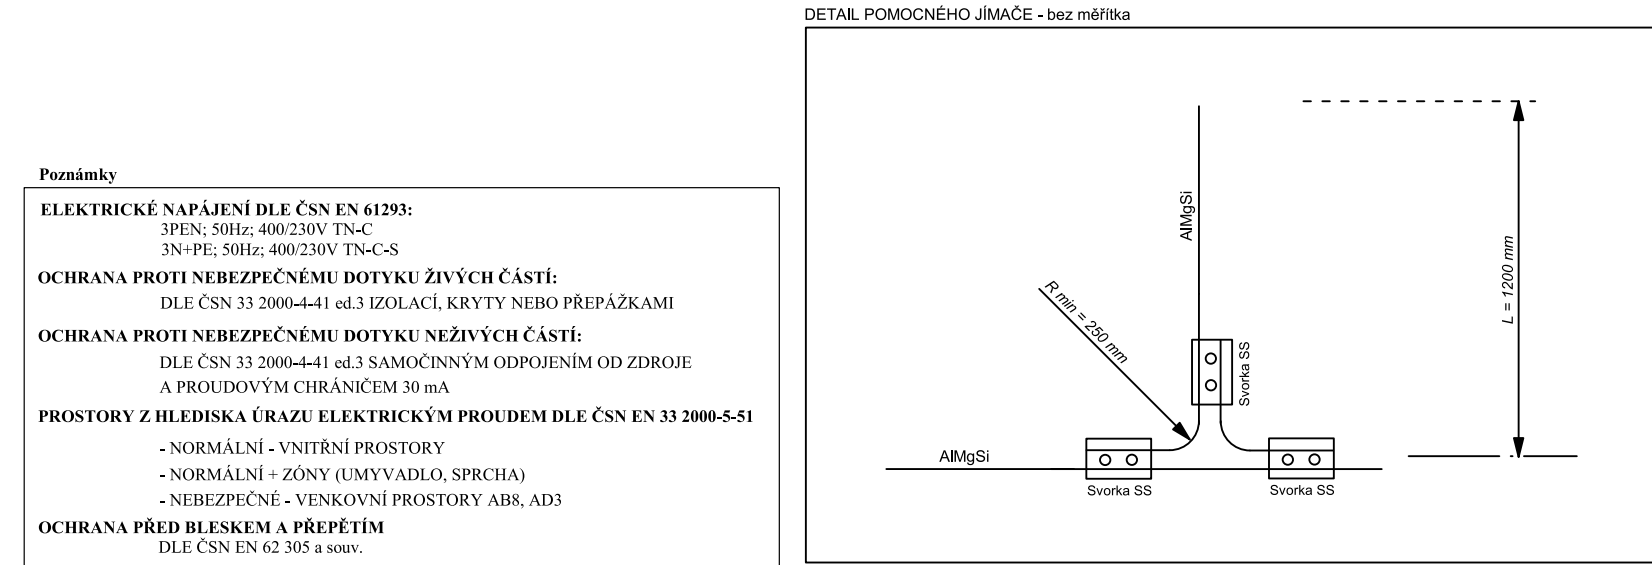 DETAIL POMOCNÉHO JÍMAČE - bez měřítka
Poznámky
ELEKTRICKÉ NAPÁJENÍ DLE ČSN EN 61293:
3PEN; 50Hz; 400/230V TN-C
3N+PE; 50Hz; 400/230V TN-C-S
OCHRANA PROTI NEBEZPEČNÉMU DOTYKU ŽIVÝCH ČÁSTÍ:
DLE ČSN 33 2000-4-41 ed.3 IZOLACÍ, KRYTY NEBO PŘEPÁŽKAMI
OCHRANA PROTI NEBEZPEČNÉMU DOTYKU NEŽIVÝCH ČÁSTÍ:
DLE ČSN 33 2000-4-41 ed.3 SAMOČINNÝM ODPOJENÍM OD ZDROJE
A PROUDOVÝM CHRÁNIČEM 30 mA
PROSTORY Z HLEDISKA ÚRAZU ELEKTRICKÝM PROUDEM DLE ČSN EN 33 2000-5-51
- NORMÁLNÍ - VNITŘNÍ PROSTORY
- NORMÁLNÍ + ZÓNY (UMYVADLO, SPRCHA)
- NEBEZPEČNÉ - VENKOVNÍ PROSTORY AB8, AD3
OCHRANA PŘED BLESKEM A PŘEPĚTÍM
DLE ČSN EN 62 305 a souv.
AlMgSi
L = 1200 mm
R min = 250 mm
Svorka SS
AlMgSi
Svorka SS
Svorka SS